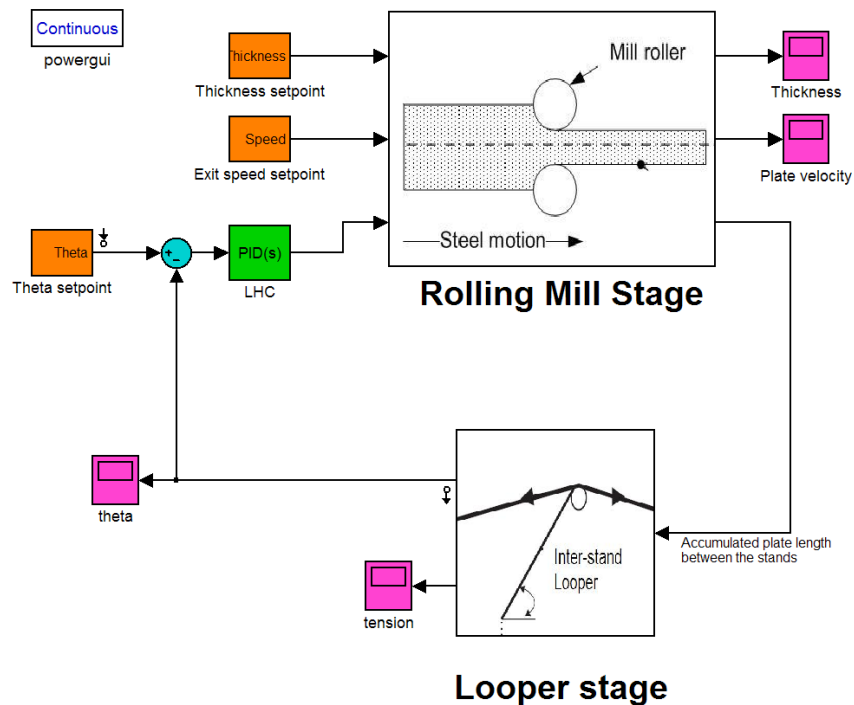 Continuous
powergui
Thickness
Thickness setpoint
Speed
Exit speed setpoint
Theta
Theta setpoint
+
-
PID(s)
LHC
Mill roller
Steel motion
Rolling Mill Stage
Thickness
Plate velocity
theta
tension
Inter-stand
Looper
Accumulated plate length
between the stands
Looper stage